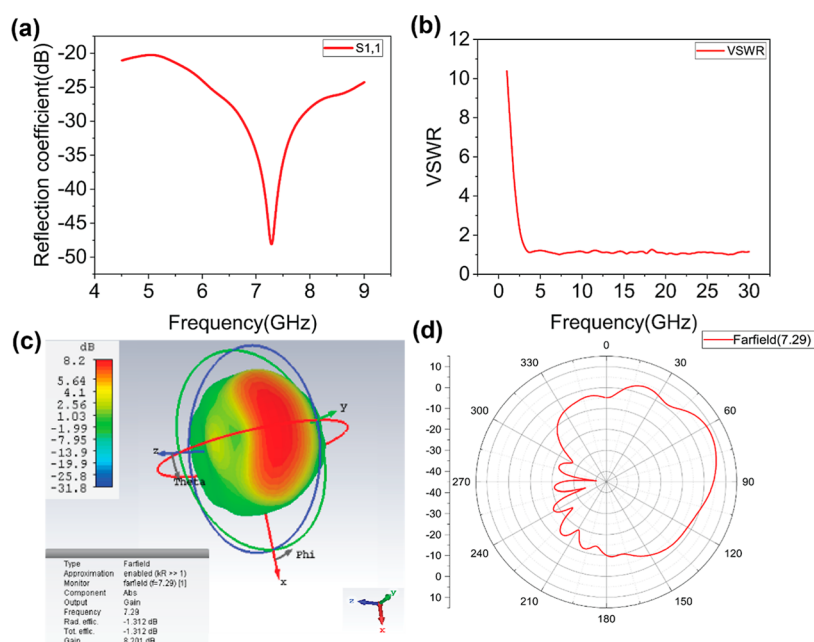 (a)
S1,1
Reflection coefficient(dB)
-20
-25
-30
-35
-40
-45
-50
4 5 6 7 8 9
Frequency(GHz)
(b)
VSWR
VSWR
12
10
8
6
4
2
0
0 5 10 15 20 25 30
Frequency(GHz)
(c)
dB
8.2
5.64
4.1
2.56
1.03
-1.99
-7.95
-13.9
-25.8
-31.8
y
z
Theta
Phi
x
y
z
x
Type Farfield
Approximation enabled (kR >> 1)
Monitor farfield (f=7.29) [1]
Component Abs
Output Gain
Frequency 7.29
Rad. effic. -1.312 dB
Tot. effic. -1.312 dB
Gain 8.201 dB
(d)
Farfield(7.29)
0
330 30
300 60
270 90
240 120
210 150
180
10
0
-10
-20
-30
-40
-30
-20
-10
0
10